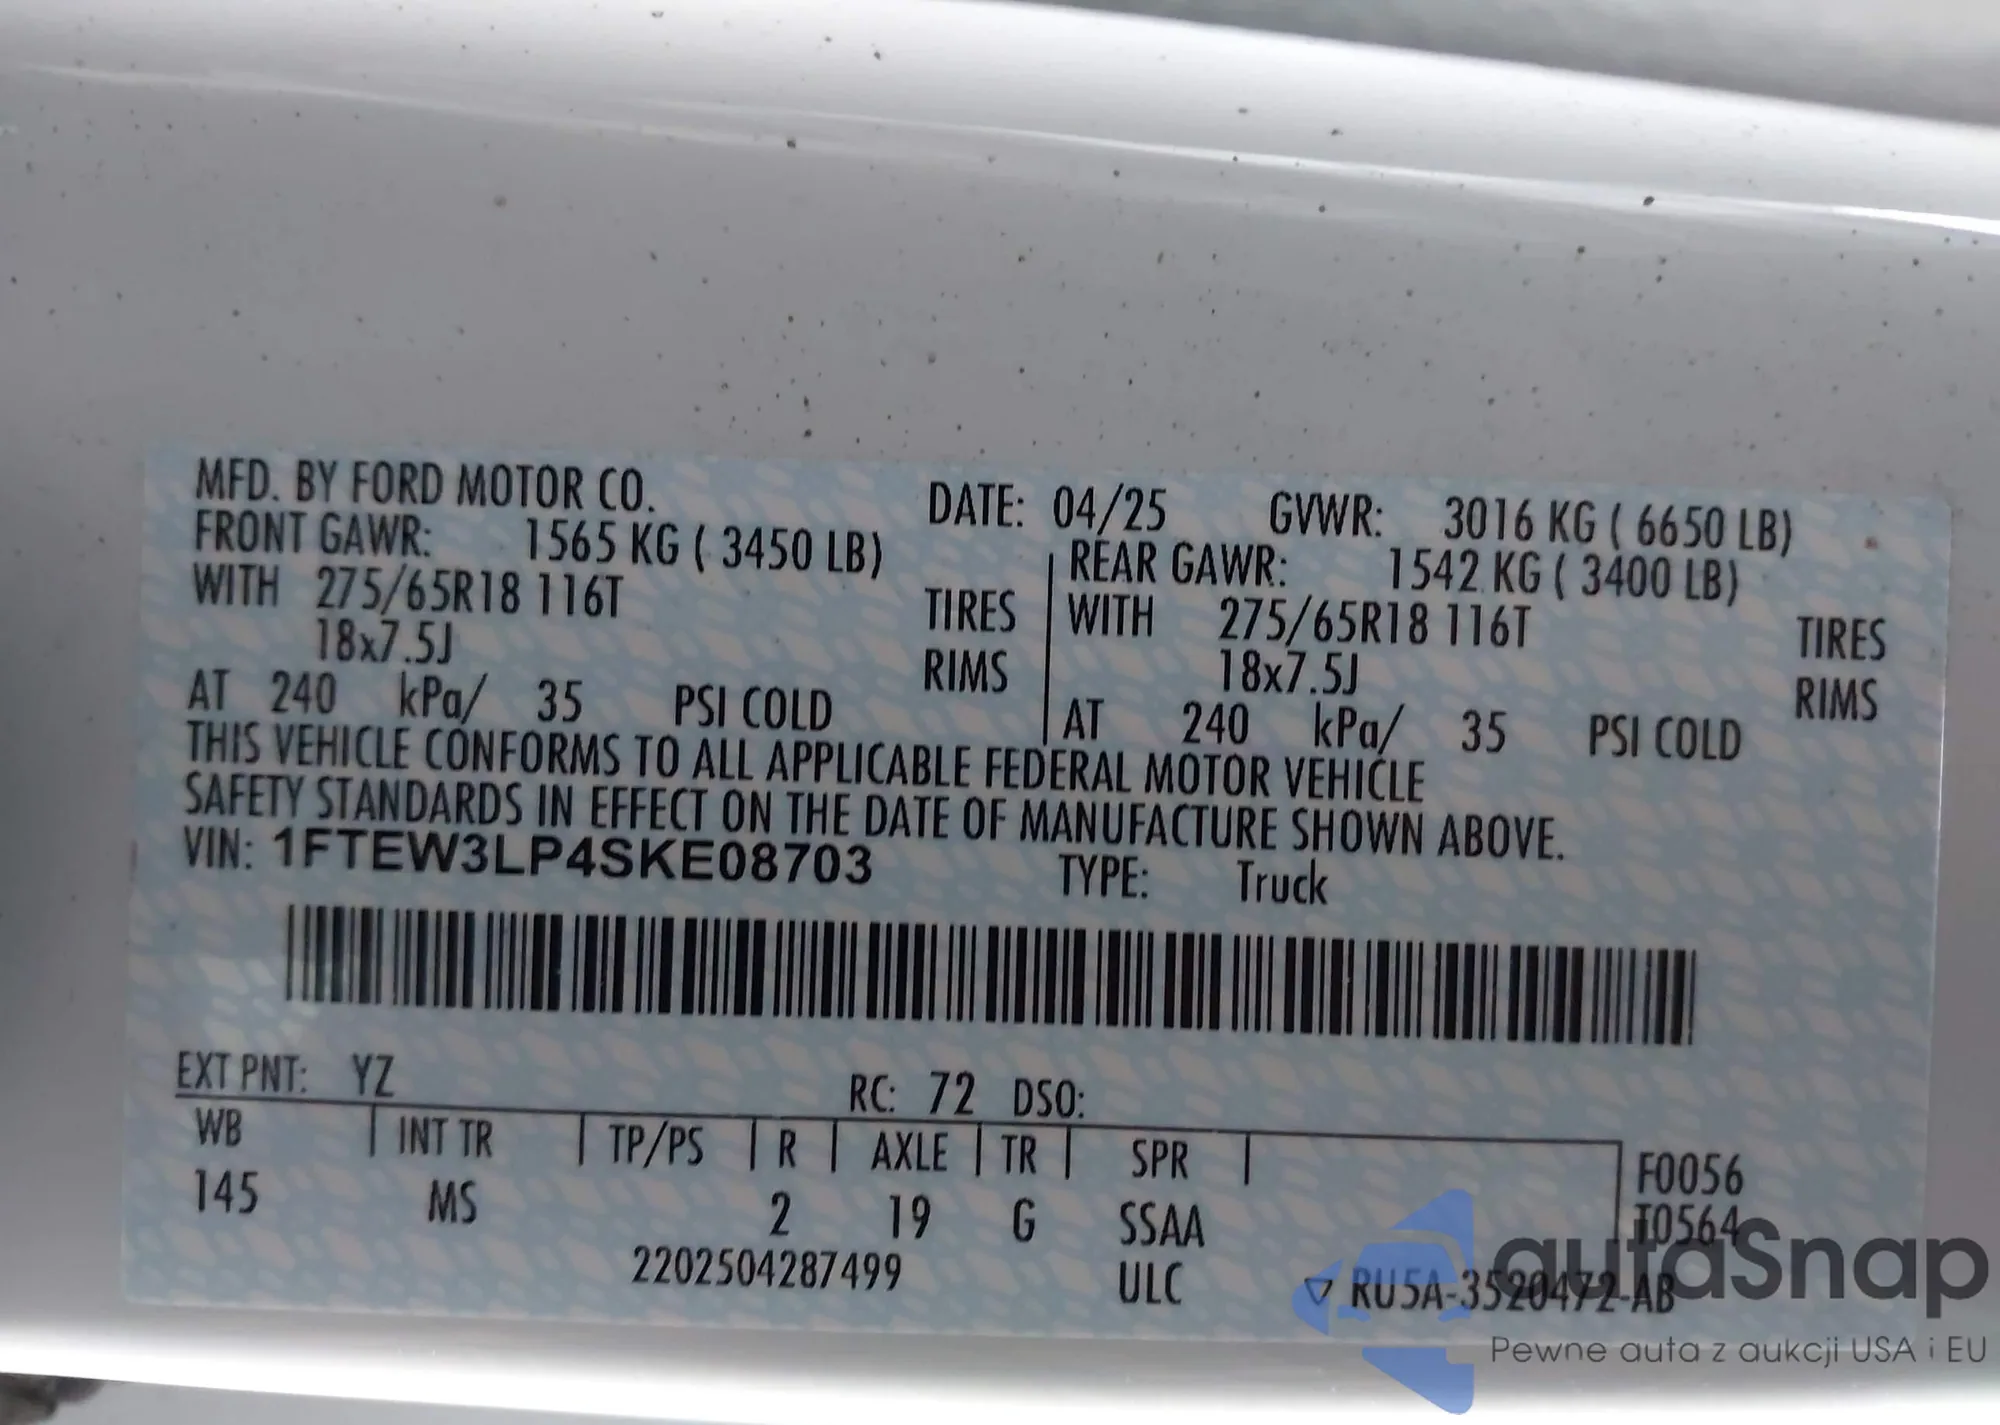 MFD. BY FORD MOTOR CO. DATE: 04/25 GVWR: 3016 KG ( 6650 LB)
FRONT GAWR: 1565 KG ( 3450 LB) REAR GAWR: 1542 KG ( 3400 LB)
WITH 275/65R18 116T TIRES WITH 275/65R18 116T TIRES
18x7.5J RIMS 18x7.5J RIMS
AT 240 kPa/ 35 PSI COLD AT 240 kPa/ 35 PSI COLD
THIS VEHICLE CONFORMS TO ALL APPLICABLE FEDERAL MOTOR VEHICLE
SAFETY STANDARDS IN EFFECT ON THE DATE OF MANUFACTURE SHOWN ABOVE.
VIN: 1FTEW3LP4SKE08703 TYPE: Truck
EXT PNT: YZ RC: 72 DSO:
WB INT TR TP/PS R AXLE TR SPR F0056
145 MS 2 19 G SSAA T0564
2202504287499 ULC ▽ RU5A-3520472-AB
autaSnap
Pewne auta z aukcji USA i EU